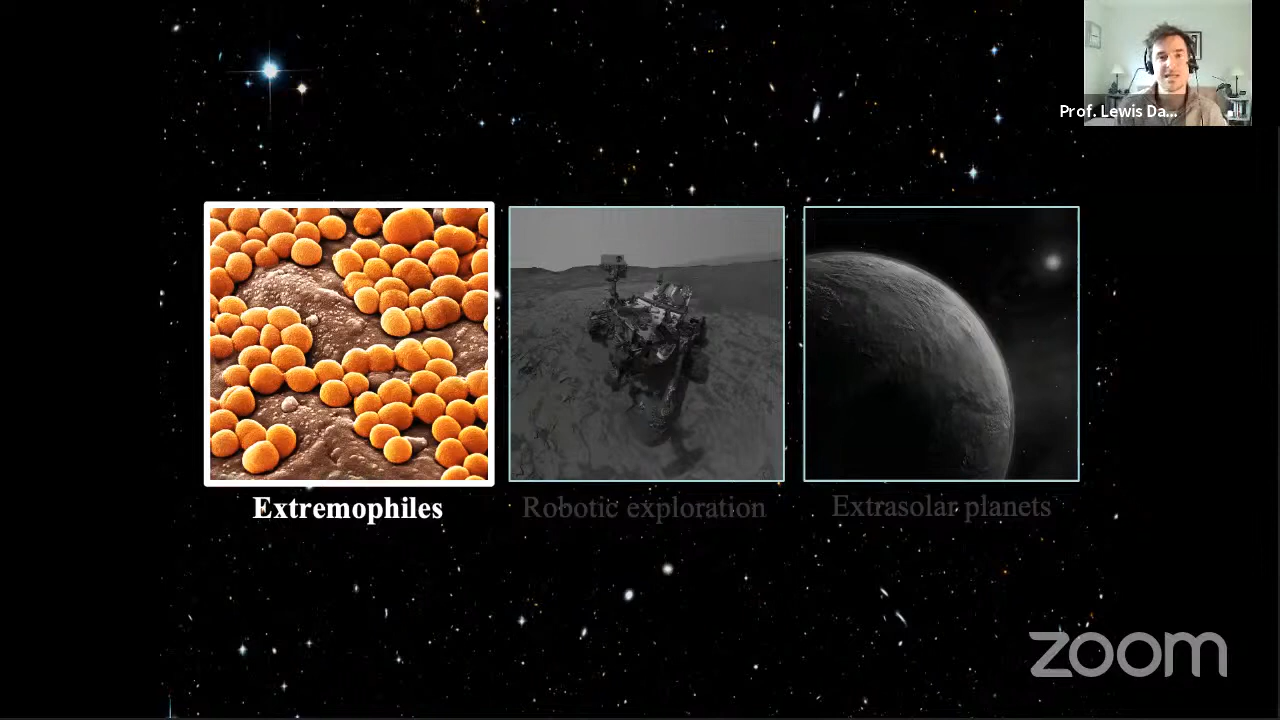 Prof. Lewis Da...
Extremophiles
Robotic exploration
Extrasolar planets
zoom